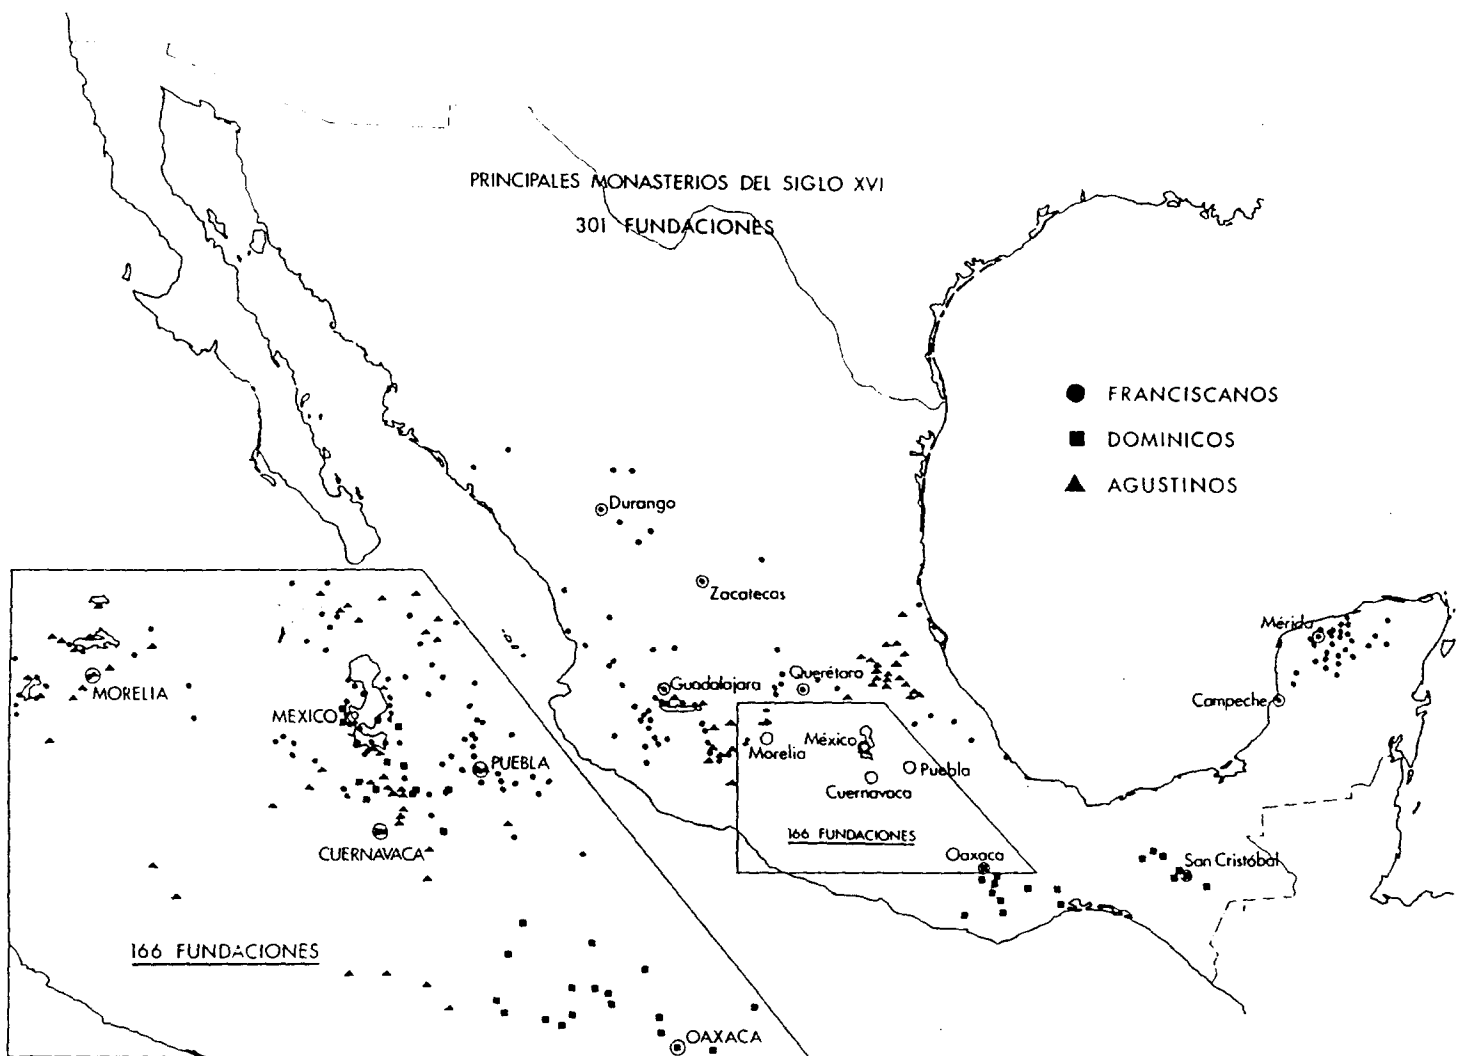 PRINCIPALES MONASTERIOS DEL SIGLO XVI
301 FUNDACIONES
FRANCISCANOS
DOMINICOS
AGUSTINOS
Durango
Zacatecas
Mérida
Guadalajara
Querétaro
Campeche
Morelia
México
Puebla
Cuernavaca
166 FUNDACIONES
Oaxaca
San Cristóbal
MORELIA
MEXICO
PUEBLA
CUERNAVACA
166 FUNDACIONES
OAXACA